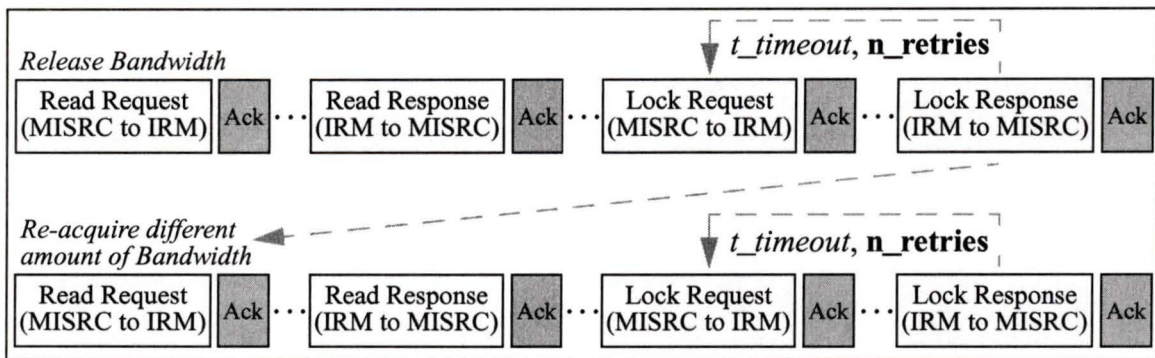 t_timeout, n_retries
Release Bandwidth
Read Request Ack ··· Read Response Ack ··· Lock Request Ack ··· Lock Response Ack
(MISRC to IRM) (IRM to MISRC) (MISRC to IRM) (IRM to MISRC)
Re-acquire different
amount of Bandwidth
t_timeout, n_retries
Read Request Ack ··· Read Response Ack ··· Lock Request Ack ··· Lock Response Ack
(MISRC to IRM) (IRM to MISRC) (MISRC to IRM) (IRM to MISRC)